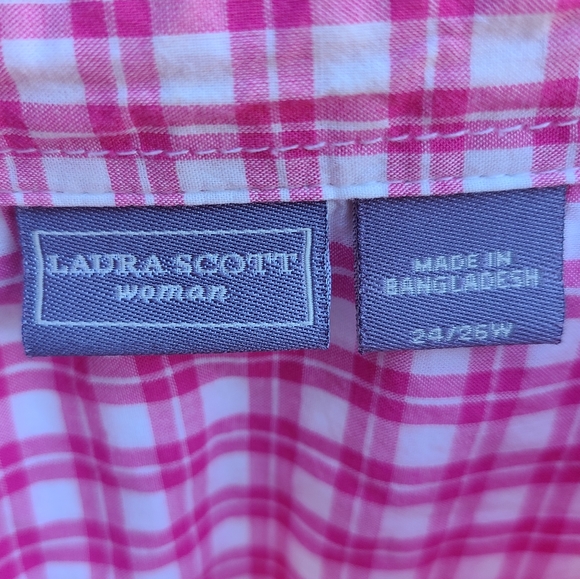 LAURA SCOTT
woman
MADE IN
BANGLADESH
24/26W